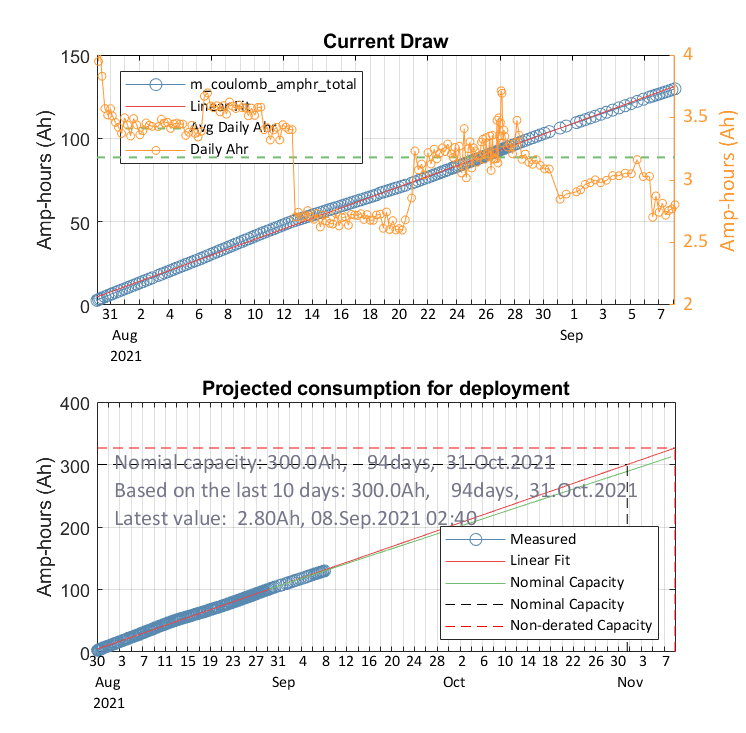 Current Draw
150
100
50
0
Amp-hours (Ah)
4
3.5
3
2.5
2
Amp-hours (Ah)
m_coulomb_amphr_total
Linear Fit
Avg Daily Ahr
Daily Ahr
31 2 4 6 8 10 12 14 16 18 20 22 24 26 28 30 1 3 5 7
Aug Sep
2021
Projected consumption for deployment
400
300
200
100
0
Amp-hours (Ah)
Nomial capacity: 300.0Ah, 94days, 31.Oct.2021
Based on the last 10 days: 300.0Ah, 94days, 31.Oct.2021
Latest value: 2.80Ah, 08.Sep.2021 02:40
Measured
Linear Fit
Nominal Capacity
Nominal Capacity
Non-derated Capacity
30 3 7 11 15 19 23 27 31 4 8 12 16 20 24 28 2 6 10 14 18 22 26 30 3 7
Aug Sep Oct Nov
2021